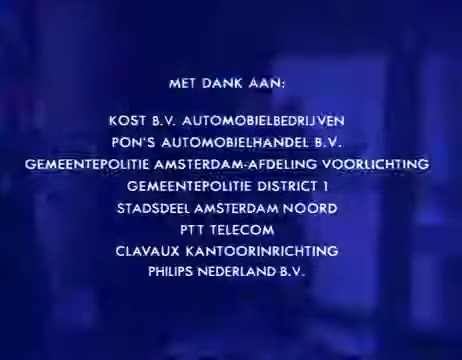 MET DANK AAN:
KOST B.V. AUTOMOBIELBEDRIJVEN
PON'S AUTOMOBIELHANDEL B.V.
GEMEENTEPOLITIE AMSTERDAM-AFDELING VOORLICHTING
GEMEENTEPOLITIE DISTRICT 1
STADSDEEL AMSTERDAM NOORD
PTT TELECOM
CLAVAUX KANTOORINRICHTING
PHILIPS NEDERLAND B.V.